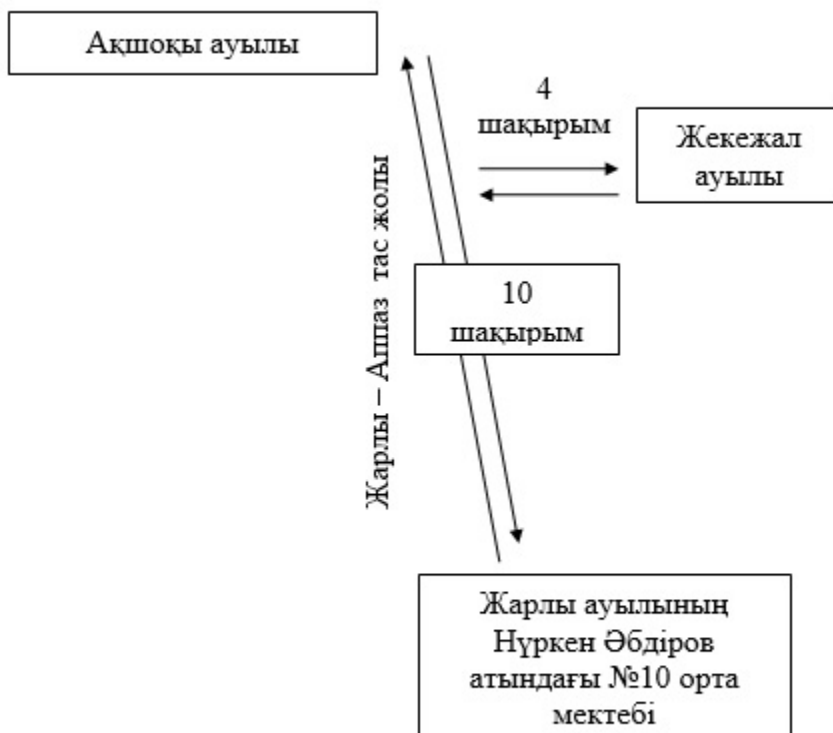 Ақшоқы ауылы
4
шақырым
Жекежал
ауылы
Жарлы – Аппаз тас жолы
10
шақырым
Жарлы ауылының
Нүркен Әбдіров
атындағы №10 орта
мектебі